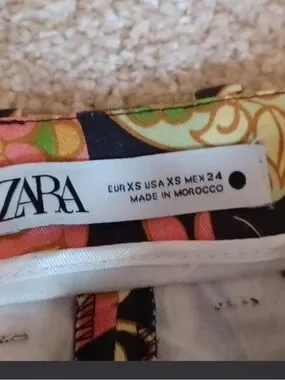 ZARA
EUR XS USA XS MEX 24
MADE IN MOROCCO